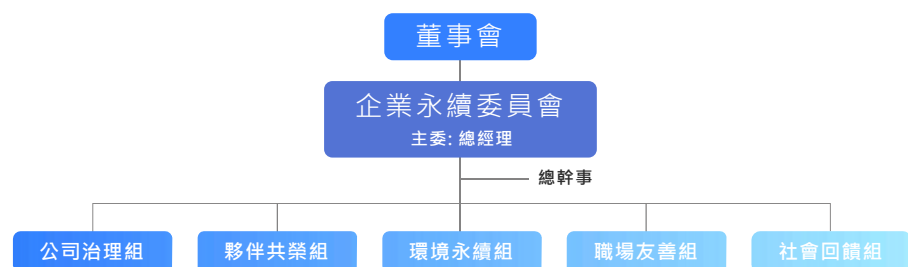 董事會
企業永續委員會
主委: 總經理
總幹事
公司治理組
夥伴共榮組
環境永續組
職場友善組
社會回饋組